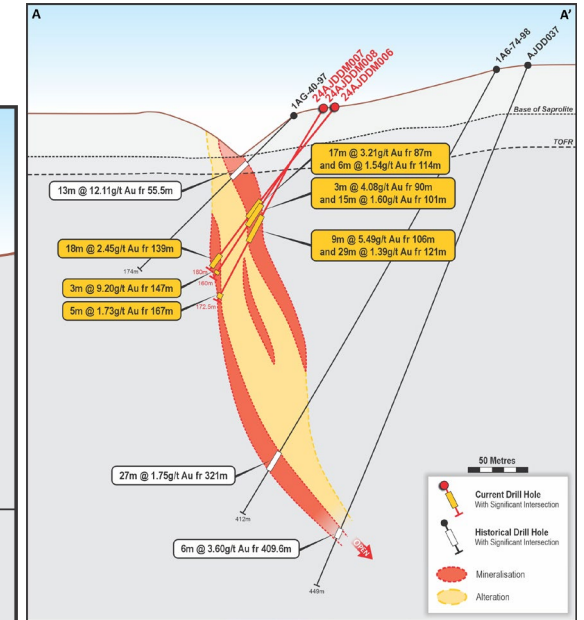 A
A'
1AG-40-97
24AJDDM007
24AJDDM008
24AJDDM006
1A6-74-98
AJDD037
Base of Saprolite
TOFR
17m @ 3.21g/t Au fr 87m
and 6m @ 1.54g/t Au fr 114m
3m @ 4.08g/t Au fr 90m
and 15m @ 1.60g/t Au fr 101m
13m @ 12.11g/t Au fr 55.5m
9m @ 5.49g/t Au fr 106m
and 29m @ 1.39g/t Au fr 121m
18m @ 2.45g/t Au fr 139m
174m
180m
160m
3m @ 9.20g/t Au fr 147m
5m @ 1.73g/t Au fr 167m
172.5m
27m @ 1.75g/t Au fr 321m
412m
6m @ 3.60g/t Au fr 409.6m
OPEN
449m
50 Metres
Current Drill Hole
With Significant Intersection
Historical Drill Hole
With Significant Intersection
Mineralisation
Alteration